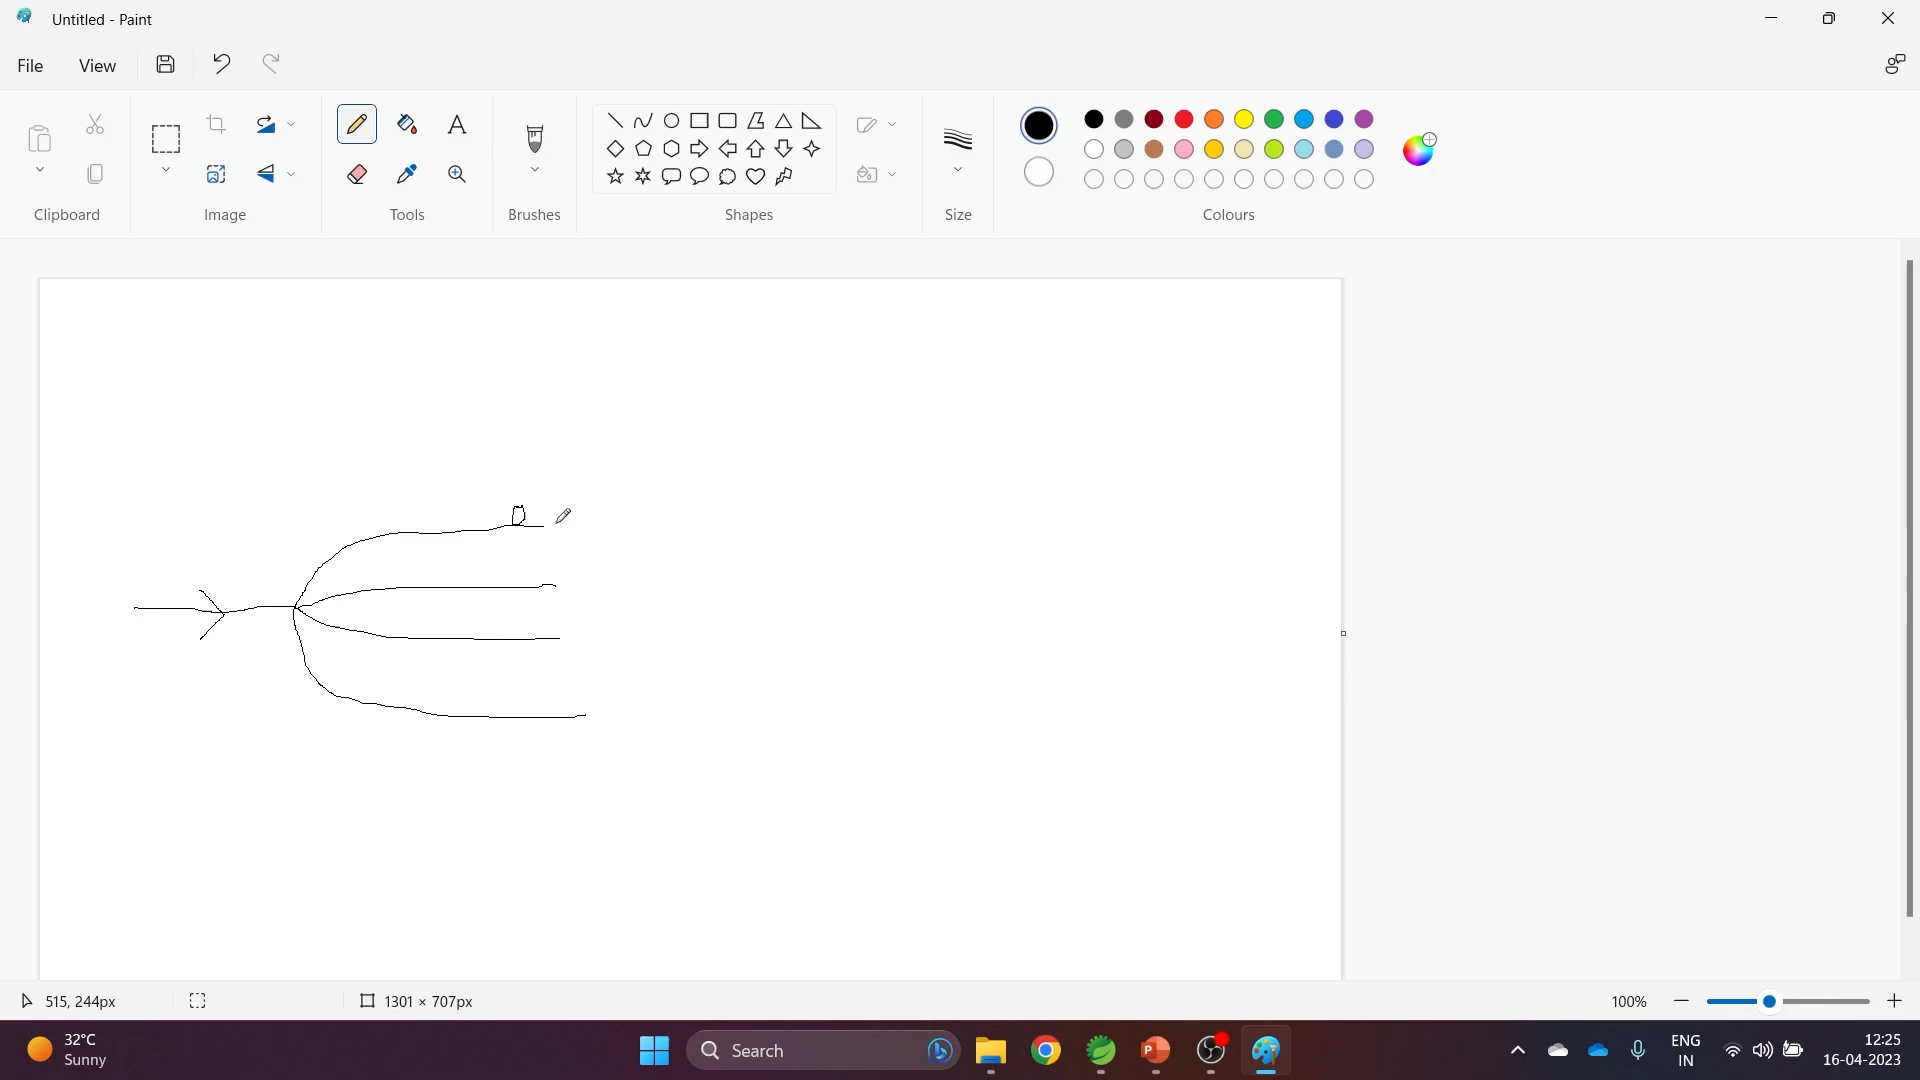 Untitled - Paint
File View
Clipboard Image Tools Brushes Shapes Size Colours
515, 244px 1301 × 707px 100%
32°C
Sunny
Search
ENG
IN
12:25
16-04-2023